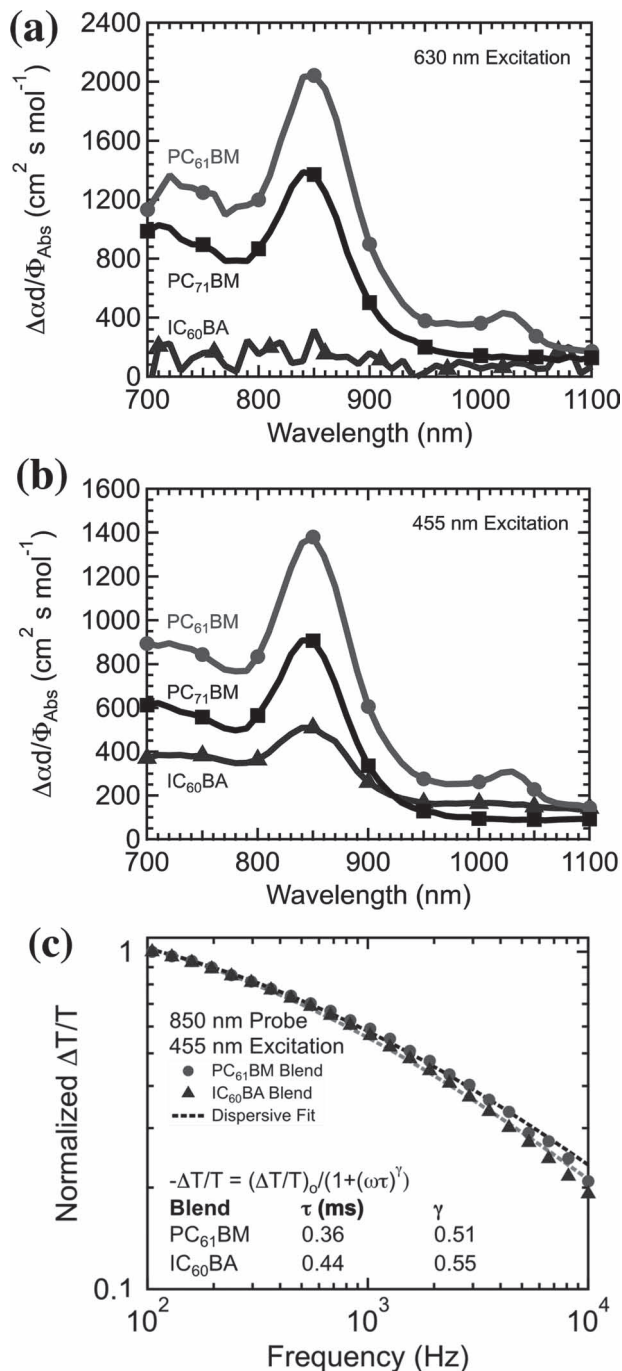 (a)
2400
2000
1600
1200
800
400
0
Δαd/Φ_Abs (cm² s mol⁻¹)
630 nm Excitation
PC₆₁BM
PC₇₁BM
IC₆₀BA
700 800 900 1000 1100
Wavelength (nm)
(b)
1600
1400
1200
1000
800
600
400
200
0
Δαd/Φ_Abs (cm² s mol⁻¹)
455 nm Excitation
PC₆₁BM
PC₇₁BM
IC₆₀BA
700 800 900 1000 1100
Wavelength (nm)
(c)
1
0.1
Normalized ΔT/T
850 nm Probe
455 nm Excitation
PC₆₁BM Blend
IC₆₀BA Blend
Dispersive Fit
-ΔT/T = (ΔT/T)₀/(1+(ωτ)^γ)
Blend τ (ms) γ
PC₆₁BM 0.36 0.51
IC₆₀BA 0.44 0.55
10² 10³ 10⁴
Frequency (Hz)